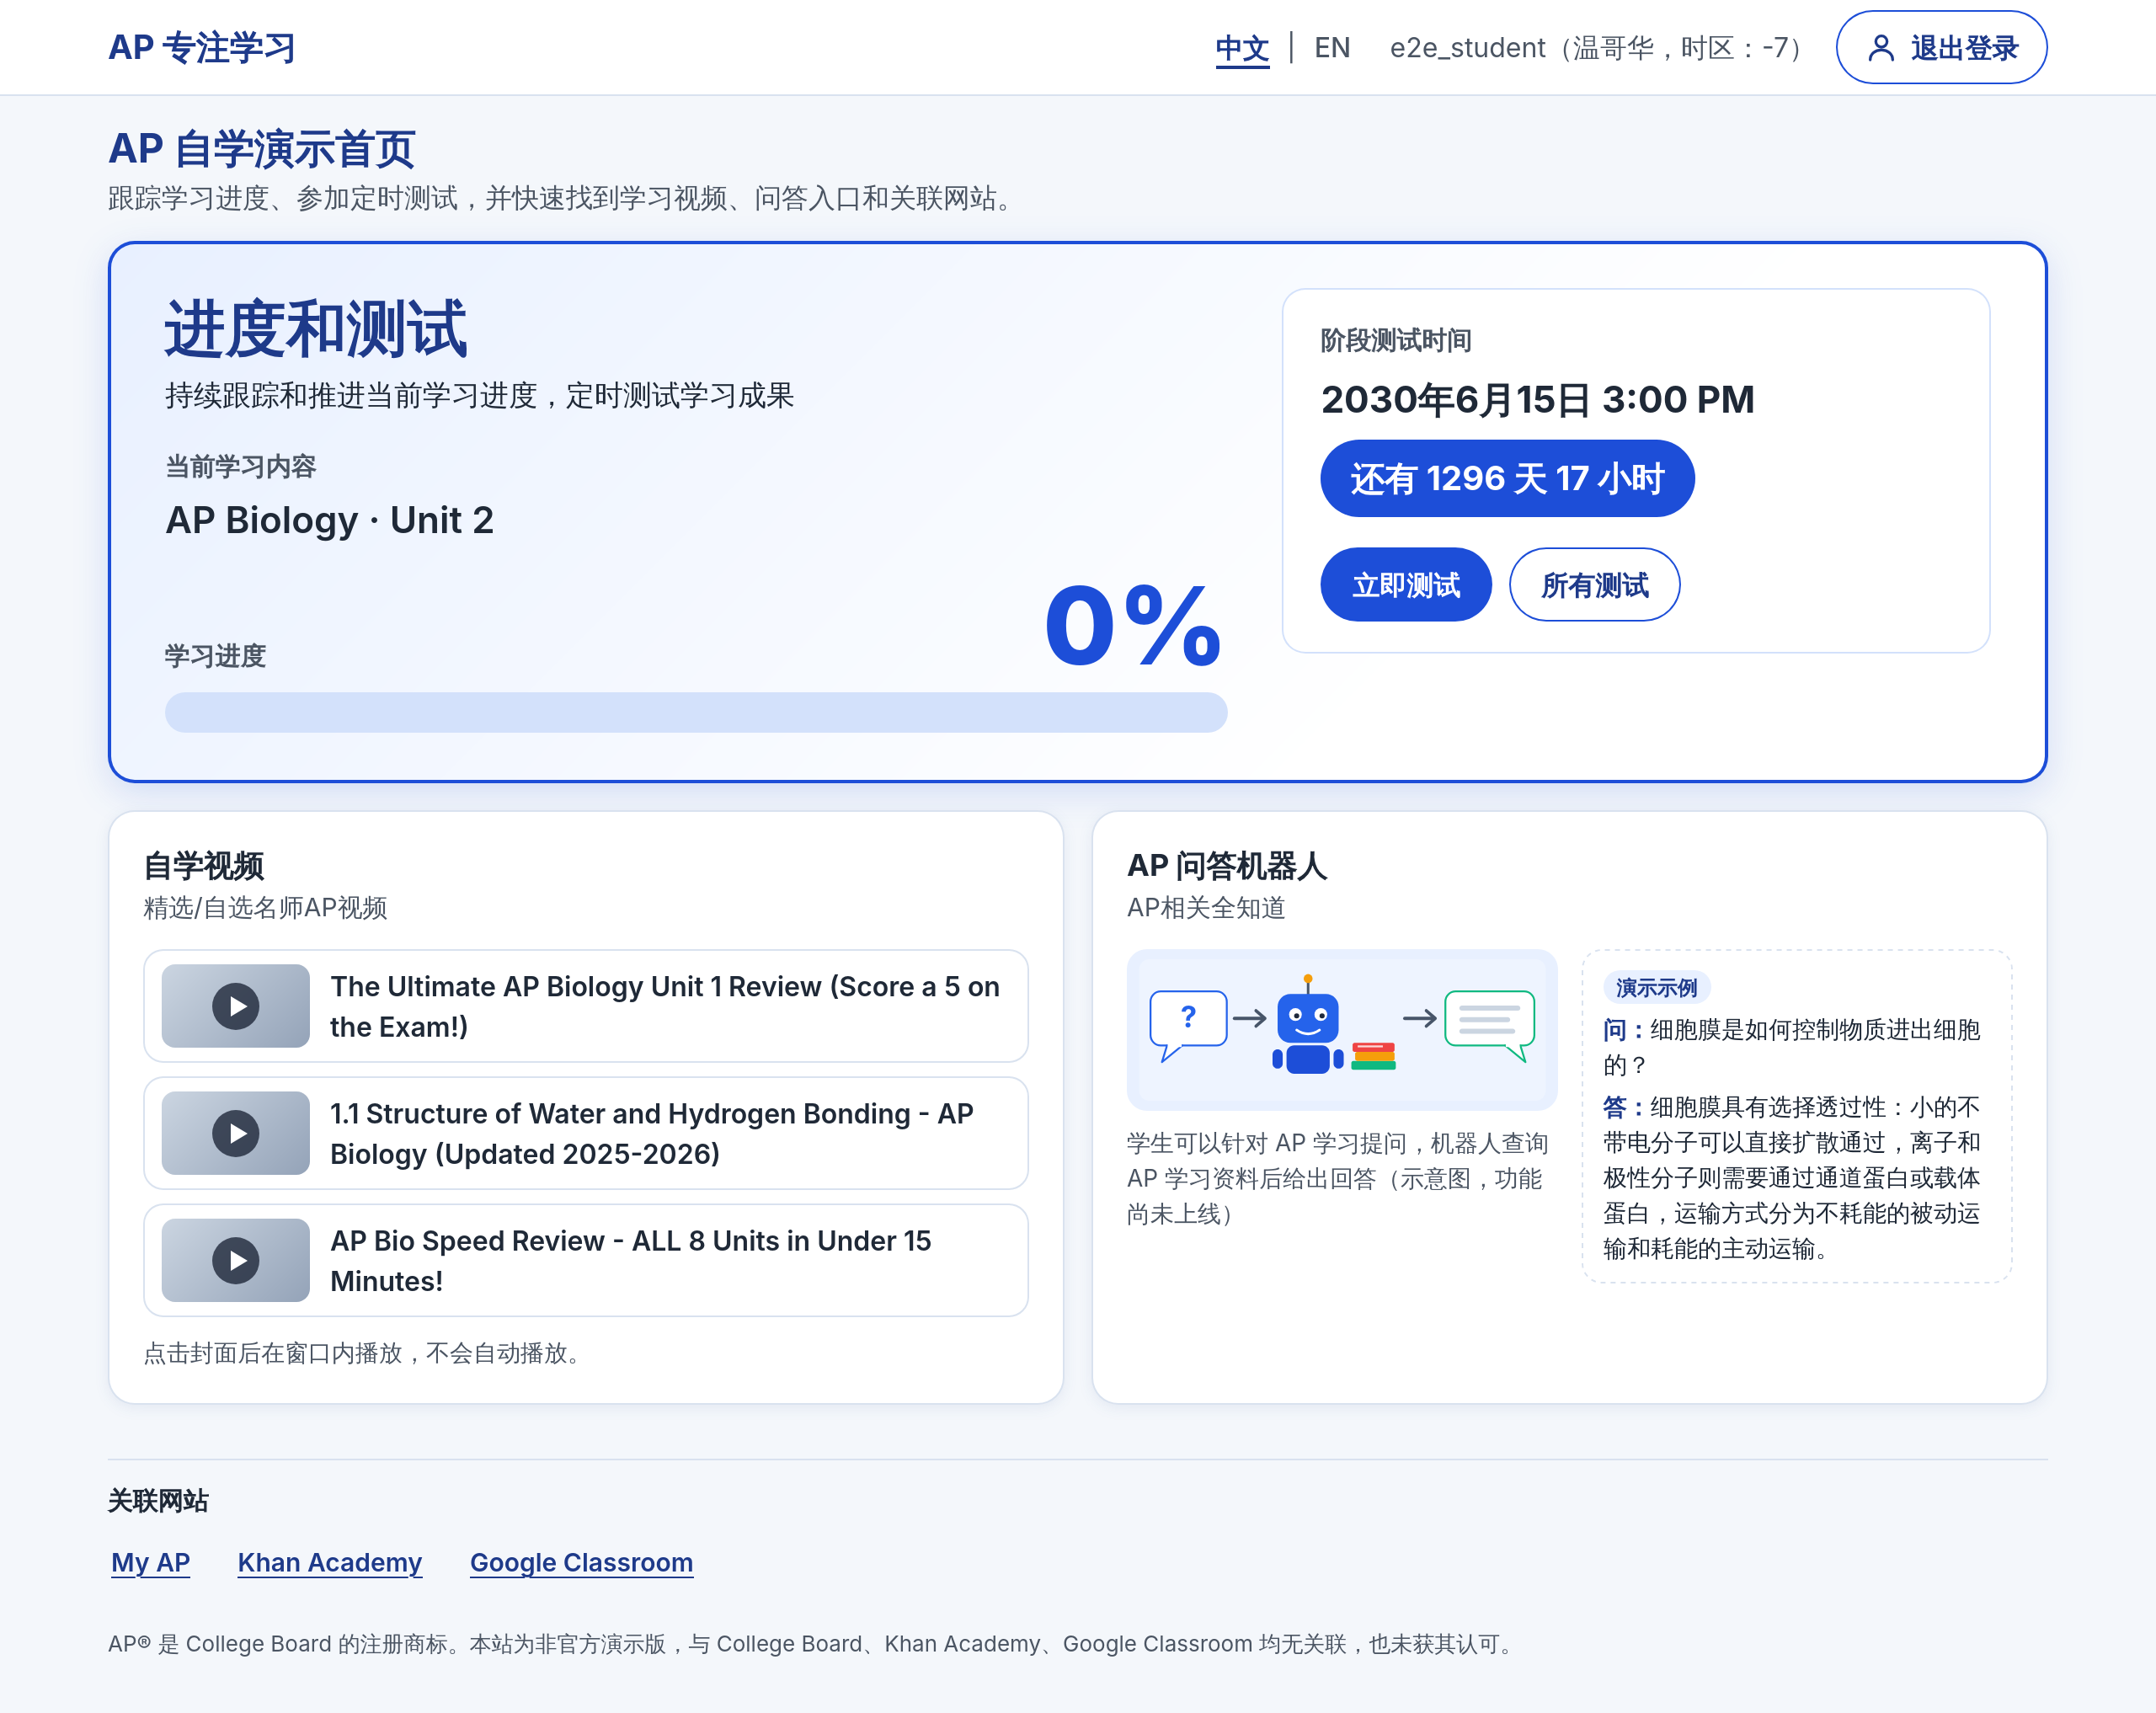 AP 专注学习
中文 | EN
e2e_student（温哥华，时区：-7）
退出登录
AP 自学演示首页
跟踪学习进度、参加定时测试，并快速找到学习视频、问答入口和关联网站。
进度和测试
持续跟踪和推进当前学习进度，定时测试学习成果
当前学习内容
AP Biology · Unit 2
学习进度
0%
阶段测试时间
2030年6月15日 3:00 PM
还有 1296 天 17 小时
立即测试
所有测试
自学视频
精选/自选名师AP视频
The Ultimate AP Biology Unit 1 Review (Score a 5 on
the Exam!)
1.1 Structure of Water and Hydrogen Bonding - AP
Biology (Updated 2025-2026)
AP Bio Speed Review - ALL 8 Units in Under 15
Minutes!
点击封面后在窗口内播放，不会自动播放。
AP 问答机器人
AP相关全知道
?
学生可以针对 AP 学习提问，机器人查询
AP 学习资料后给出回答（示意图，功能
尚未上线）
演示示例
问：细胞膜是如何控制物质进出细胞
的？
答：细胞膜具有选择透过性：小的不
带电分子可以直接扩散通过，离子和
极性分子则需要通过通道蛋白或载体
蛋白，运输方式分为不耗能的被动运
输和耗能的主动运输。
关联网站
My AP
Khan Academy
Google Classroom
AP® 是 College Board 的注册商标。本站为非官方演示版，与 College Board、Khan Academy、Google Classroom 均无关联，也未获其认可。